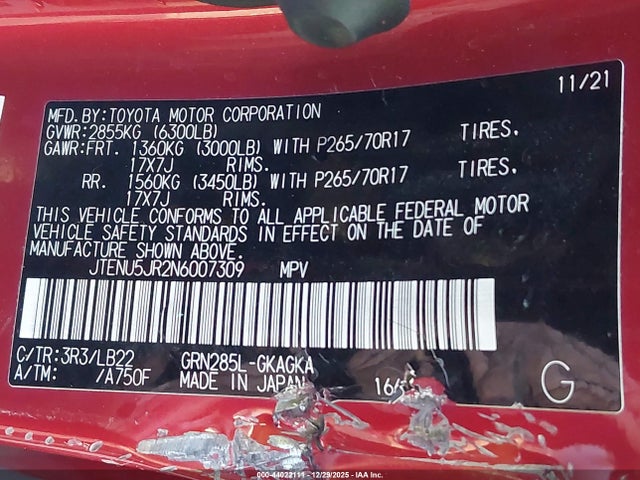 11/21
MFD.BY:TOYOTA MOTOR CORPORATION
GVWR:2855KG (6300LB)
GAWR:FRT. 1360KG (3000LB) WITH P265/70R17 TIRES.
17X7J RIMS.
RR. 1560KG (3450LB) WITH P265/70R17 TIRES.
17X7J RIMS.
THIS VEHICLE CONFORMS TO ALL APPLICABLE FEDERAL MOTOR
VEHICLE SAFETY STANDARDS IN EFFECT ON THE DATE OF
MANUFACTURE SHOWN ABOVE.
JTENU5JR2N6007309 MPV
C/TR:3R3/LB22 GRN285L-GKAGKA
A/TM: /A750F MADE IN JAPAN 16/ G
000-44022111 - 12/29/2025 - IAA Inc.